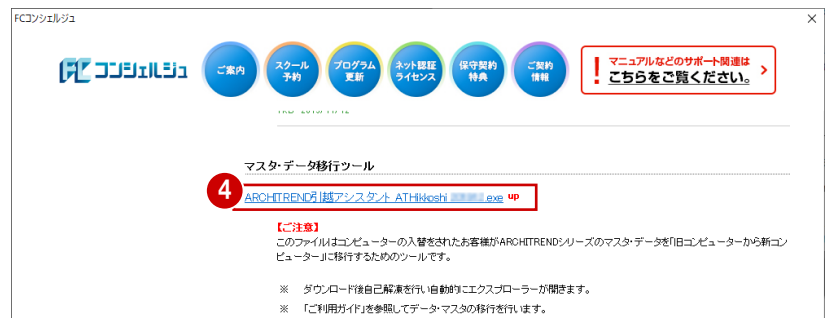 FCコンシェルジュ
FCコンシェルジュ
ご案内
スクール
予約
プログラム
更新
ネット認証
ライセンス
保守契約
特典
ご契約
情報
マニュアルなどのサポート関連は
こちらをご覧ください。
マスタ・データ移行ツール
4
ARCHITREND引越アシスタント ATHikkoshi .exe up
【ご注意】
このファイルはコンピューターの入替をされたお客様がARCHITRENDシリーズのマスタ・データを「旧コンピューターから新コン
ピューター」に移行するためのツールです。
※ ダウンロード後自己解凍を行い自動的にエクスプローラーが開きます。
※ 「ご利用ガイド」を参照してデータ・マスタの移行を行います。